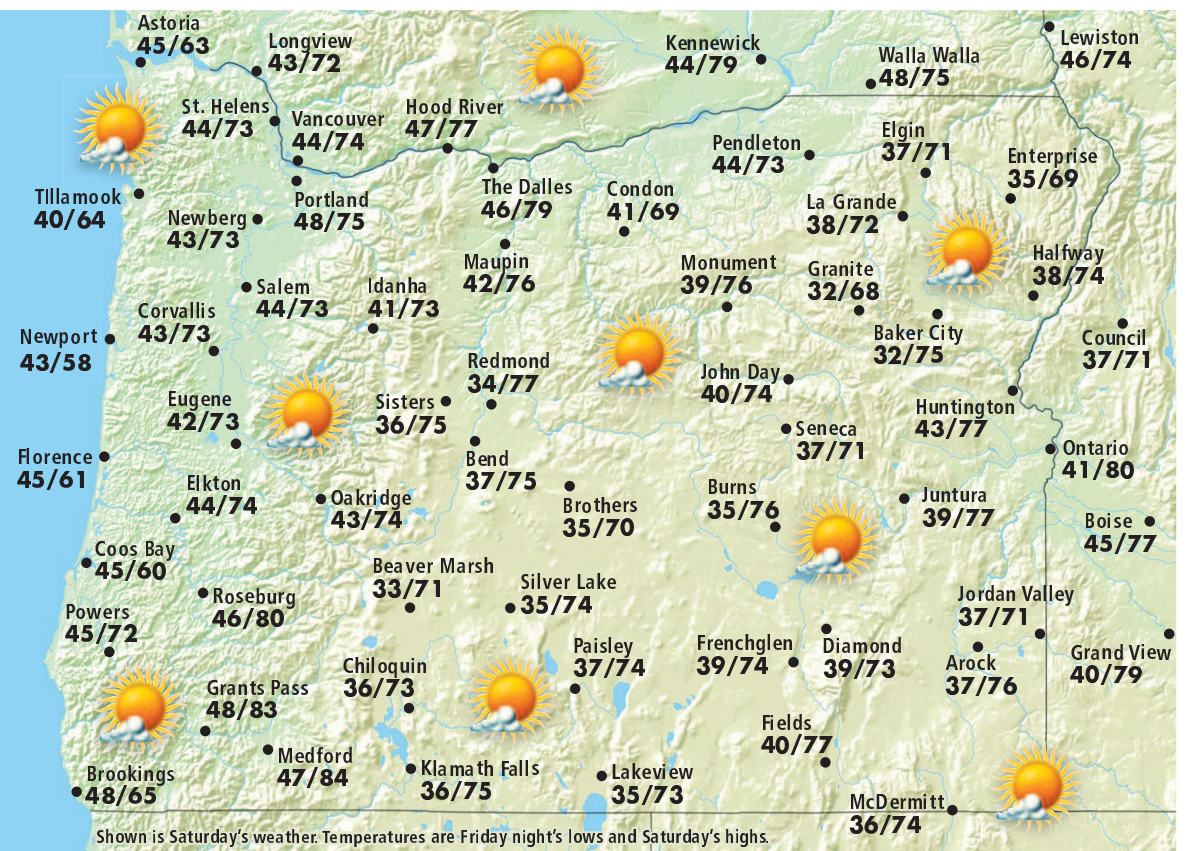 Astoria
45/63
Longview
43/72
Kennewick
44/79
Walla Walla
48/75
Lewiston
46/74
St. Helens
44/73
Vancouver
44/74
Hood River
47/77
Pendleton
44/73
Elgin
37/71
Enterprise
35/69
TIllamook
40/64
Newberg
43/73
Portland
48/75
The Dalles
46/79
Condon
41/69
La Grande
38/72
Maupin
42/76
Monument
39/76
Granite
32/68
Halfway
38/74
Salem
44/73
Idanha
41/73
Corvallis
43/73
Newport
43/58
Baker City
32/75
Council
37/71
Redmond
34/77
John Day
40/74
Eugene
42/73
Sisters
36/75
Huntington
43/77
Seneca
37/71
Florence
45/61
Bend
37/75
Ontario
41/80
Elkton
44/74
Oakridge
43/74
Brothers
35/70
Burns
35/76
Juntura
39/77
Boise
45/77
Coos Bay
45/60
Beaver Marsh
33/71
Silver Lake
35/74
Roseburg
46/80
Jordan Valley
37/71
Powers
45/72
Paisley
37/74
Frenchglen
39/74
Diamond
39/73
Arock
37/76
Grand View
40/79
Chiloquin
36/73
Grants Pass
48/83
Fields
40/77
Medford
47/84
Klamath Falls
36/75
Lakeview
35/73
Brookings
48/65
McDermitt
36/74
Shown is Saturday's weather. Temperatures are Friday night's lows and Saturday's highs.